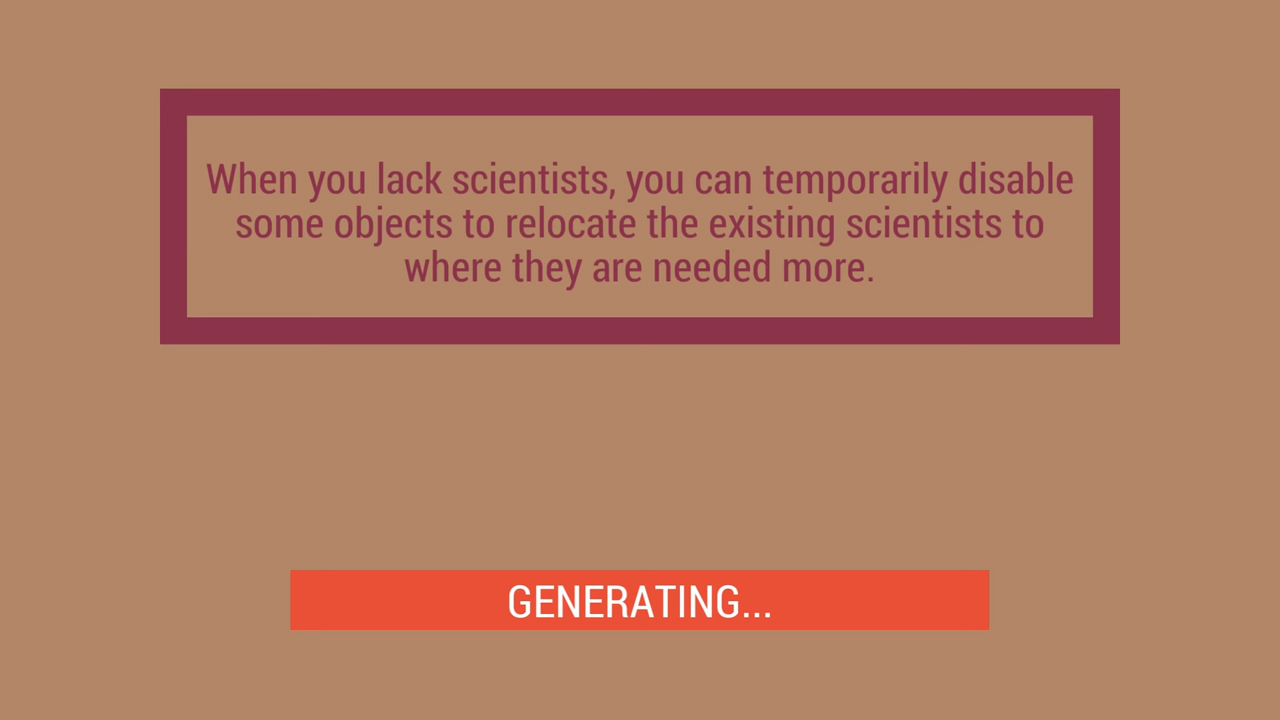 When you lack scientists, you can temporarily disable
some objects to relocate the existing scientists to
where they are needed more.
GENERATING...